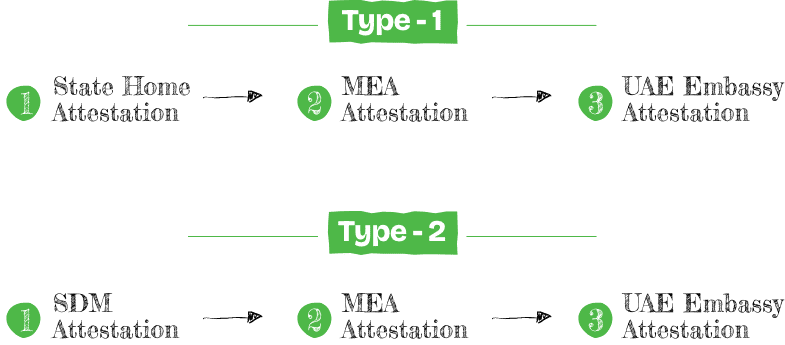 Type - 1
1 State Home Attestation
2 MEA Attestation
3 UAE Embassy Attestation
Type - 2
1 SDM Attestation
2 MEA Attestation
3 UAE Embassy Attestation